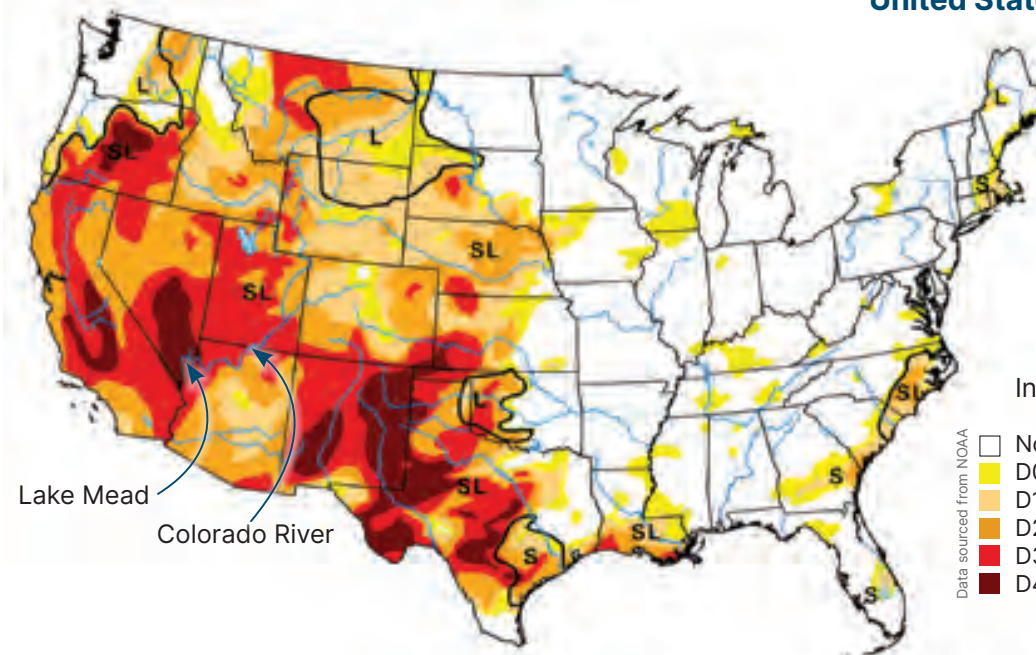 United Stat
L
L
SL
S
L
SL
SL
L
SL
SL
S
SL
S
S
S
Lake Mead
Colorado River
In
Data sourced from NOAA
No
D0
D1
D2
D3
D4